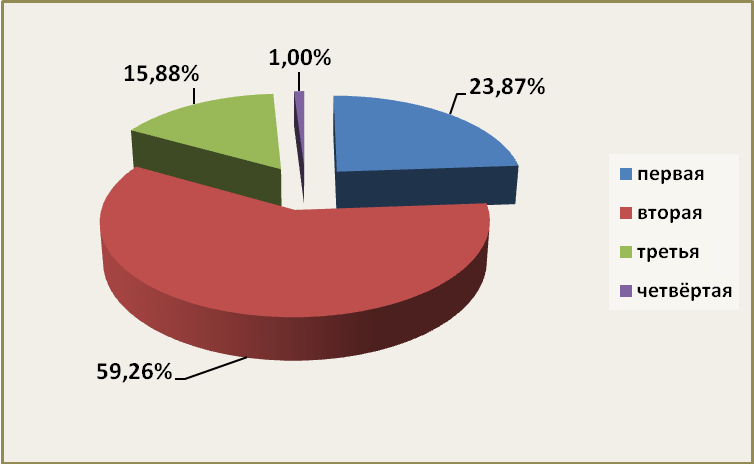 1,00%
15,88%
23,87%
59,26%
первая
вторая
третья
четвёртая